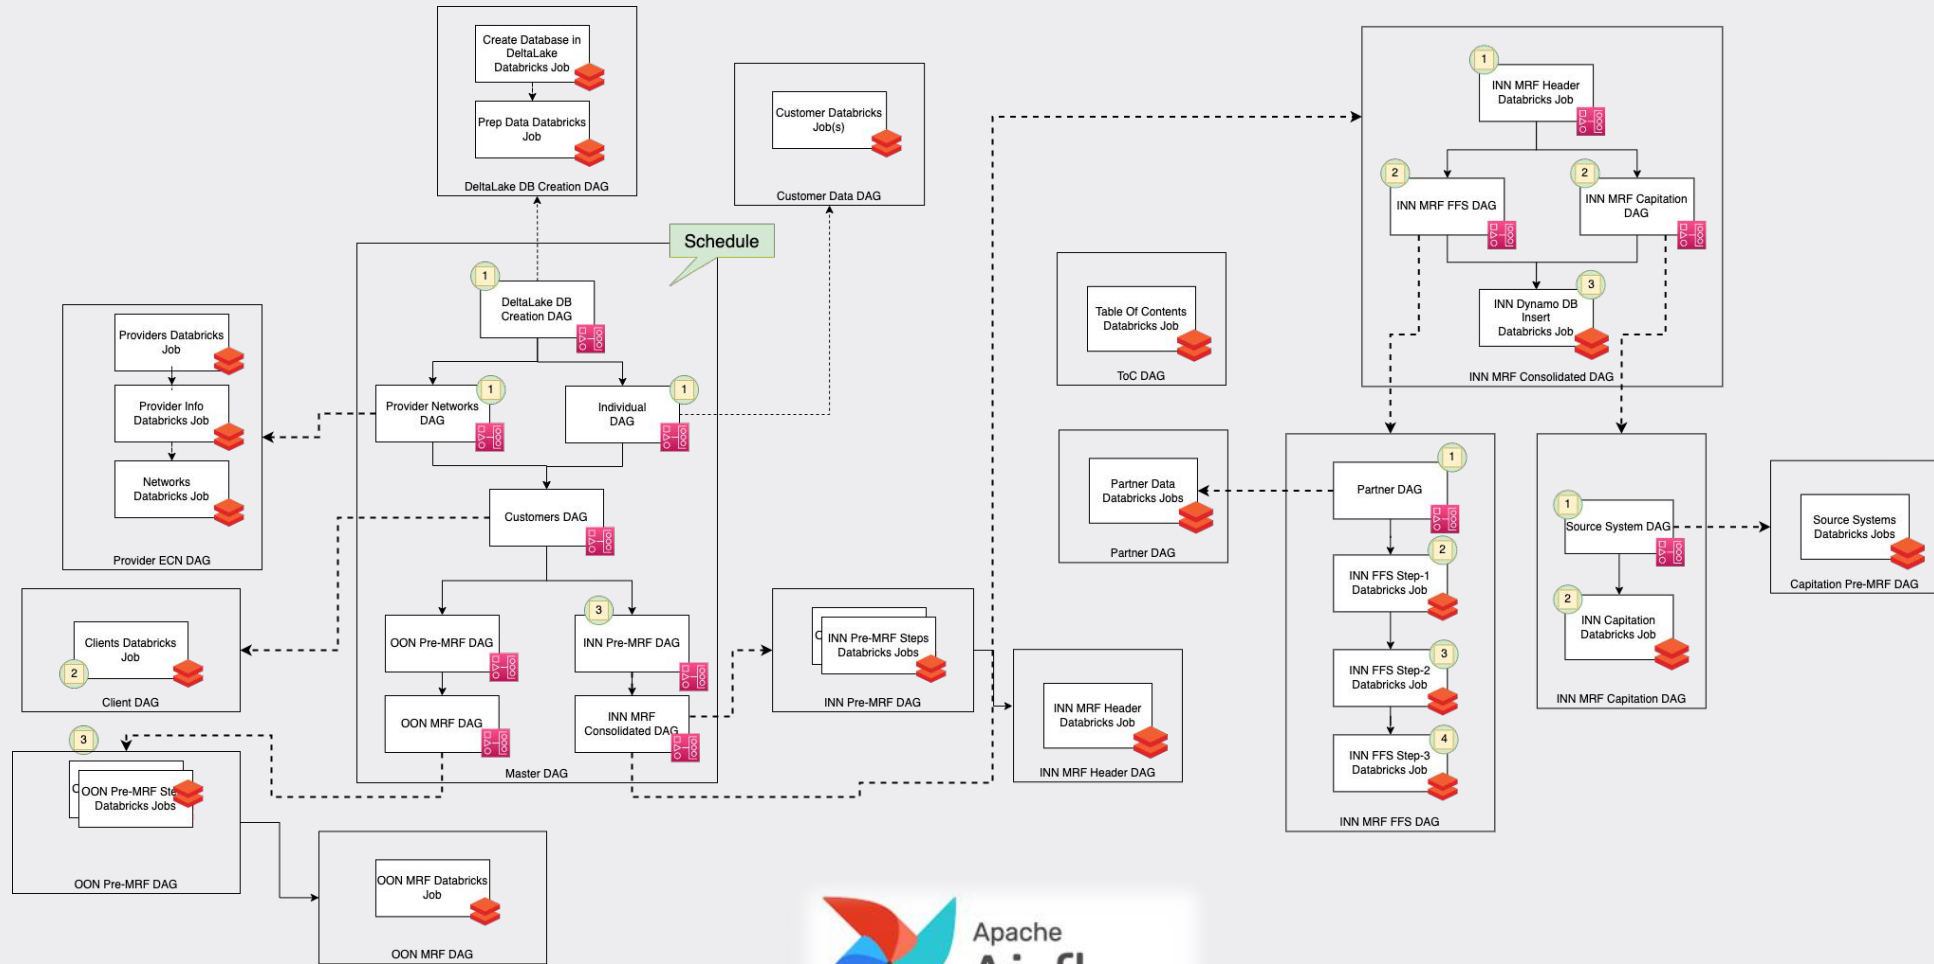 Create Database in
DeltaLake
Databricks Job
Prep Data Databricks
Job
DeltaLake DB Creation DAG
Customer Databricks
Job(s)
Customer Data DAG
Schedule
1
DeltaLake DB
Creation DAG
1
Provider Networks
DAG
1
Individual
DAG
Customers DAG
OON Pre-MRF DAG
3
INN Pre-MRF DAG
OON MRF DAG
INN MRF
Consolidated DAG
Master DAG
Providers Databricks
Job
Provider Info
Databricks Job
Networks
Databricks Job
Provider ECN DAG
Clients Databricks
Job
2
Client DAG
3
OON Pre-MRF
Databricks Jobs
OON Pre-MRF DAG
OON MRF Databricks
Job
OON MRF DAG
INN Pre-MRF Steps
Databricks Jobs
INN Pre-MRF DAG
INN MRF Header
Databricks Job
INN MRF Header DAG
Table Of Contents
Databricks Job
ToC DAG
Partner Data
Databricks Jobs
Partner DAG
1
INN MRF Header
Databricks Job
2
INN MRF FFS DAG
2
INN MRF Capitation
DAG
3
INN Dynamo DB
Insert
Databricks Job
INN MRF Consolidated DAG
1
Partner DAG
2
INN FFS Step-1
Databricks Job
3
INN FFS Step-2
Databricks Job
4
INN FFS Step-3
Databricks Job
INN MRF FFS DAG
1
Source System DAG
2
INN Capitation
Databricks Job
INN MRF Capitation DAG
Source Systems
Databricks Jobs
Capitation Pre-MRF DAG
Apache